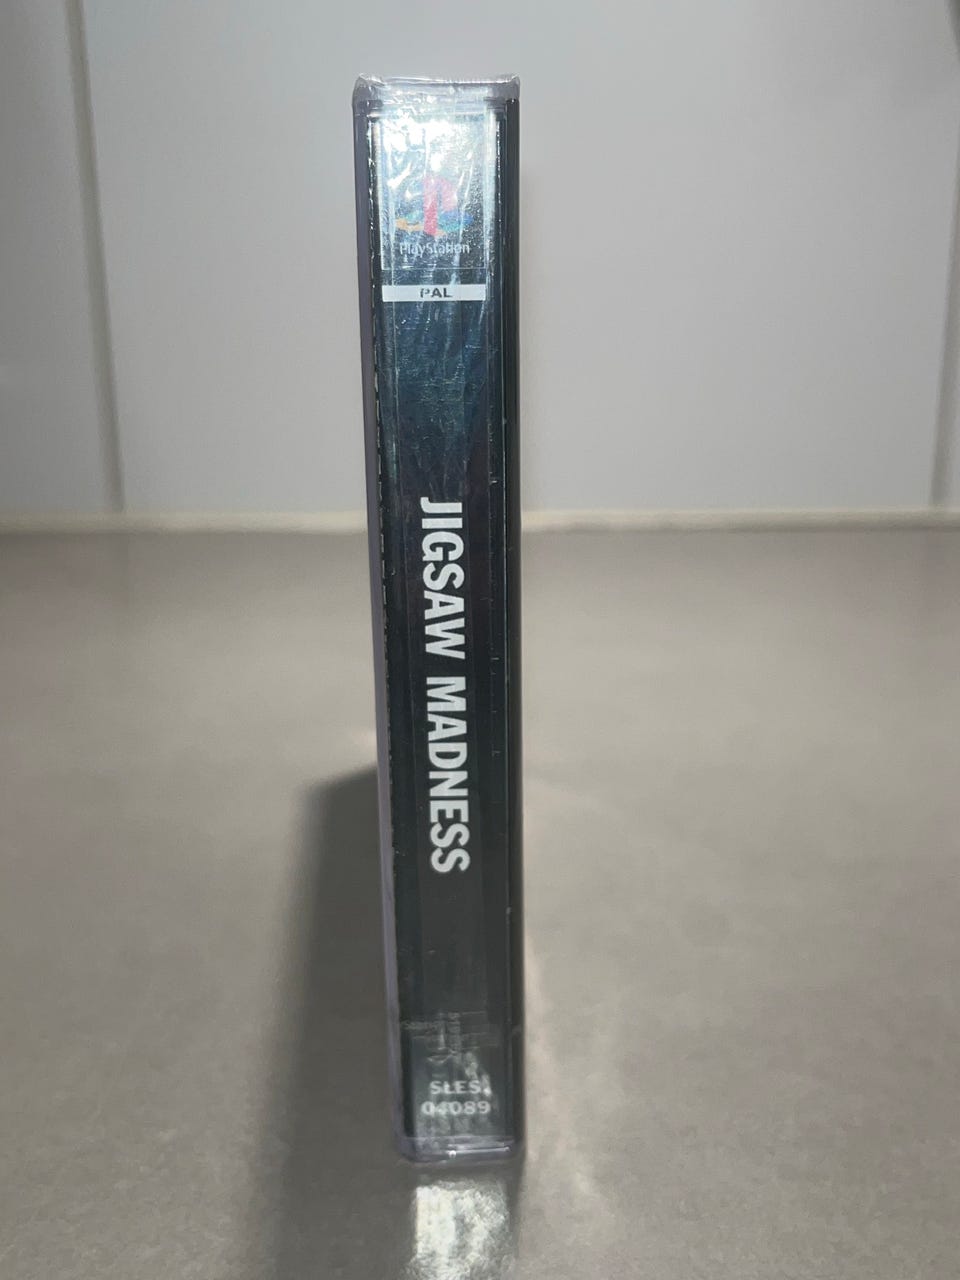 PlayStation
PAL
JIGSAW MADNESS
SLES
04089